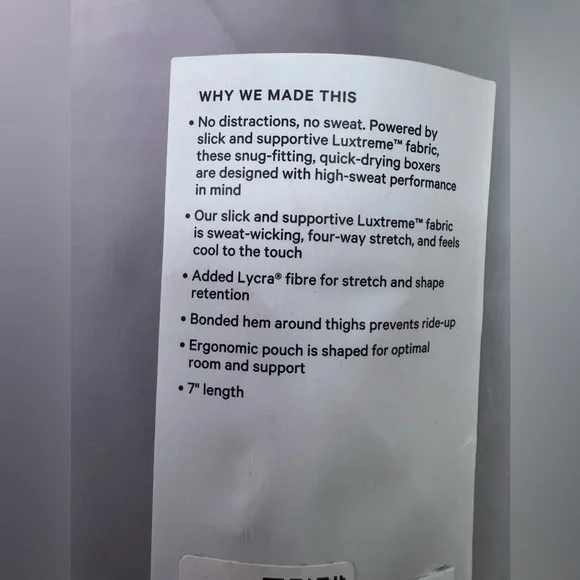 WHY WE MADE THIS
• No distractions, no sweat. Powered by
slick and supportive Luxtreme™ fabric,
these snug-fitting, quick-drying boxers
are designed with high-sweat performance
in mind
• Our slick and supportive Luxtreme™ fabric
is sweat-wicking, four-way stretch, and feels
cool to the touch
• Added Lycra® fibre for stretch and shape
retention
• Bonded hem around thighs prevents ride-up
• Ergonomic pouch is shaped for optimal
room and support
• 7" length